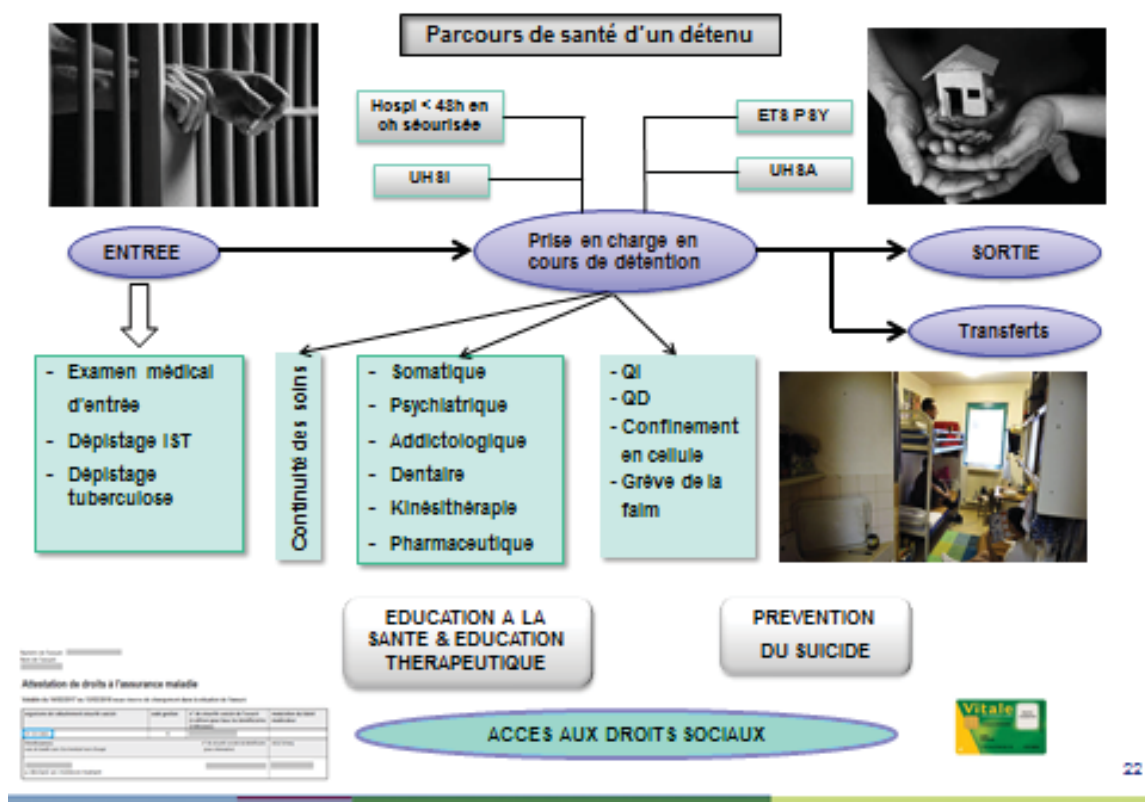 Parcours de santé d'un détenu
Hospi < 48h en
ch sécurisée
UHSI
ETS PSY
UHSA
ENTREE
Prise en charge en
cours de détention
SORTIE
Transferts
- Examen médical
d'entrée
- Dépistage IST
- Dépistage
tuberculose
Continuité des soins
- Somatique
- Psychiatrique
- Addictologique
- Dentaire
- Kinésithérapie
- Pharmaceutique
- QI
- QD
- Confinement
en cellule
- Grève de la
faim
EDUCATION A LA
SANTE & EDUCATION
THERAPEUTIQUE
PREVENTION
DU SUICIDE
Attestation de droits à l'assurance maladie
ACCES AUX DROITS SOCIAUX
Vitale
22